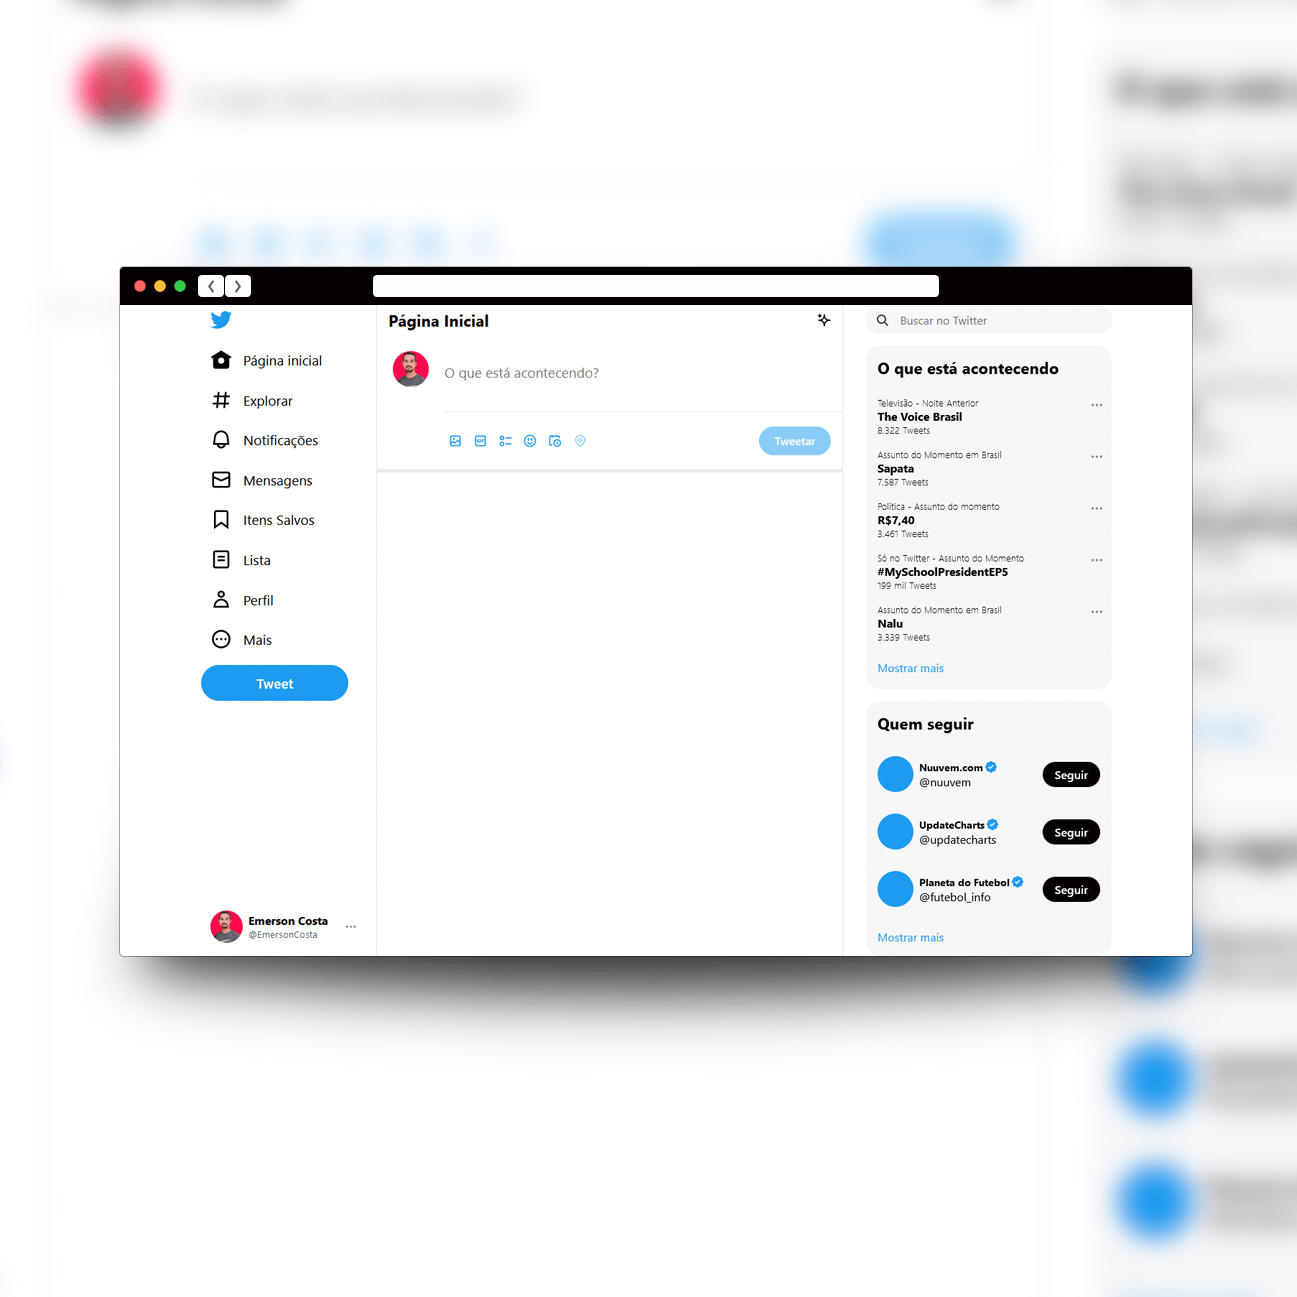 Página inicial
Explorar
Notificações
Mensagens
Itens Salvos
Lista
Perfil
Mais
Tweet
Emerson Costa
@EmersonCosta
Página Inicial
O que está acontecendo?
GIF
Tweetar
Buscar no Twitter
O que está acontecendo
Televisão - Noite Anterior
The Voice Brasil
8.322 Tweets
Assunto do Momento em Brasil
Sapata
7.587 Tweets
Política - Assunto do momento
R$7,40
3.461 Tweets
Só no Twitter - Assunto do Momento
#MySchoolPresidentEP5
199 mil Tweets
Assunto do Momento em Brasil
Nalu
3.339 Tweets
Mostrar mais
Quem seguir
Nuuvem.com
@nuuvem
Seguir
UpdateCharts
@updatecharts
Seguir
Planeta do Futebol
@futebol_info
Seguir
Mostrar mais